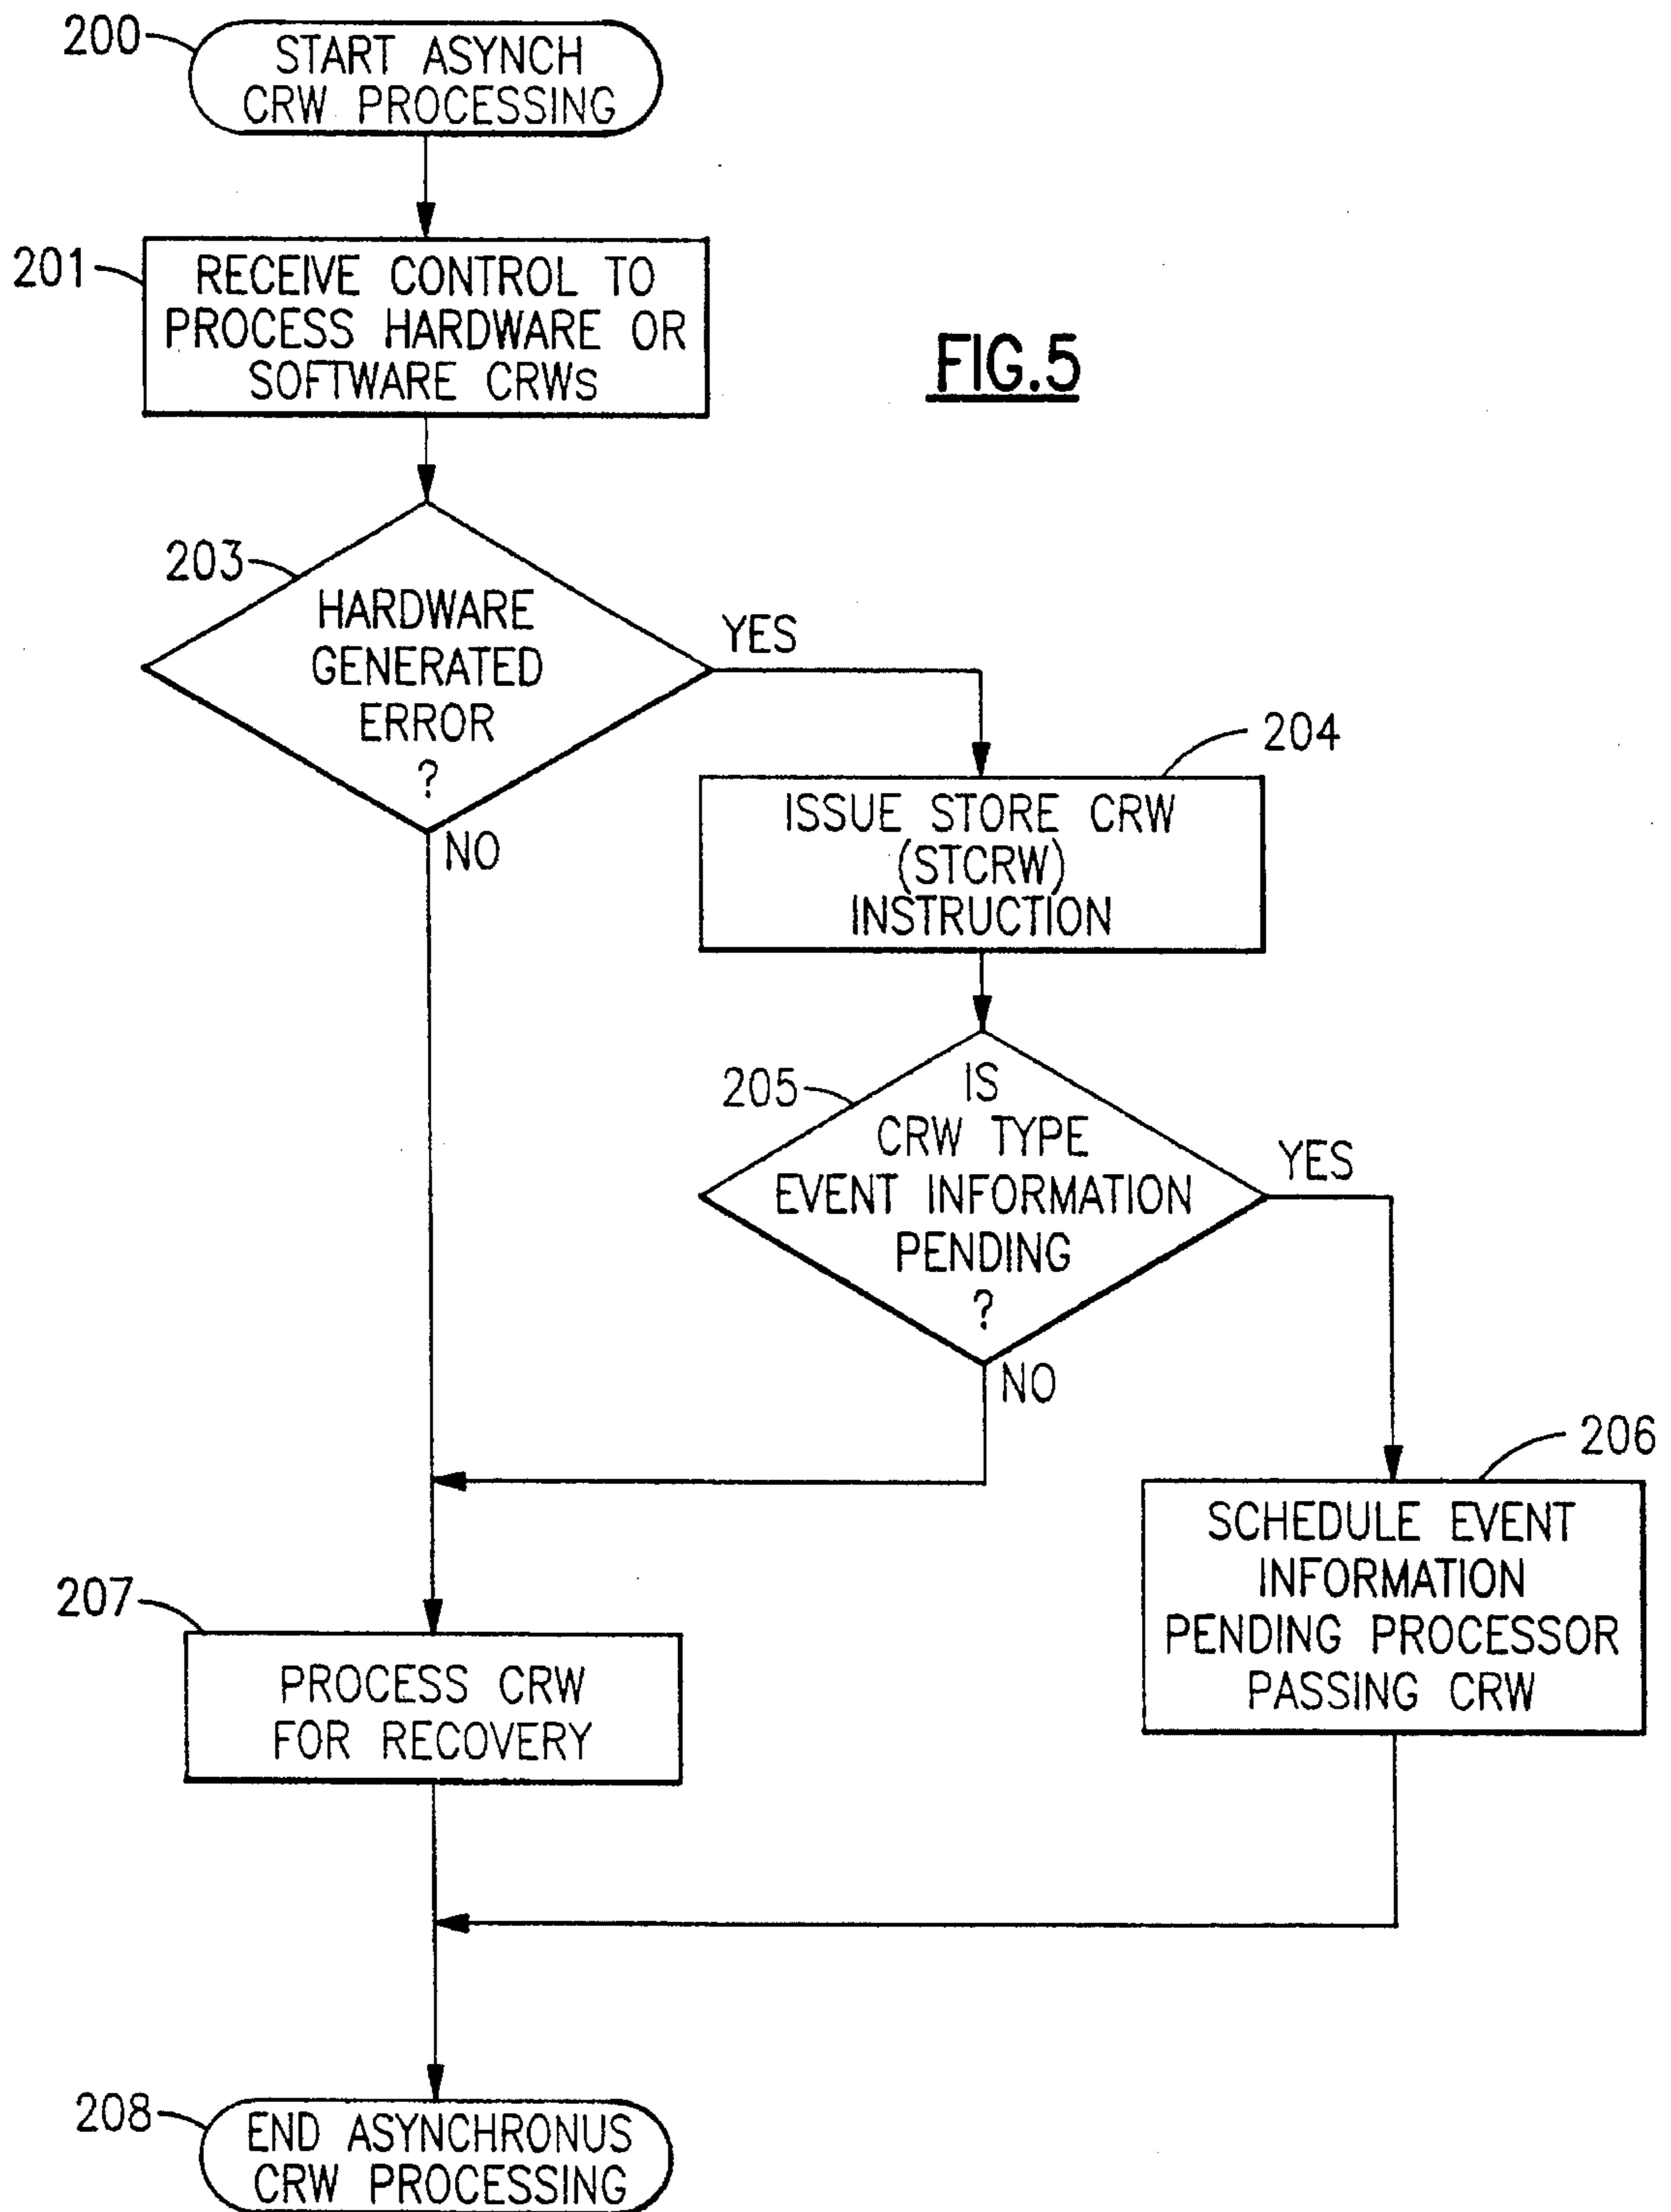 200
START ASYNCH
CRW PROCESSING
201
RECEIVE CONTROL TO
PROCESS HARDWARE OR
SOFTWARE CRWs
FIG.5
203
HARDWARE
GENERATED
ERROR
?
YES
NO
204
ISSUE STORE CRW
(STCRW)
INSTRUCTION
205
IS
CRW TYPE
EVENT INFORMATION
PENDING
?
YES
NO
206
SCHEDULE EVENT
INFORMATION
PENDING PROCESSOR
PASSING CRW
207
PROCESS CRW
FOR RECOVERY
208
END ASYNCHRONUS
CRW PROCESSING